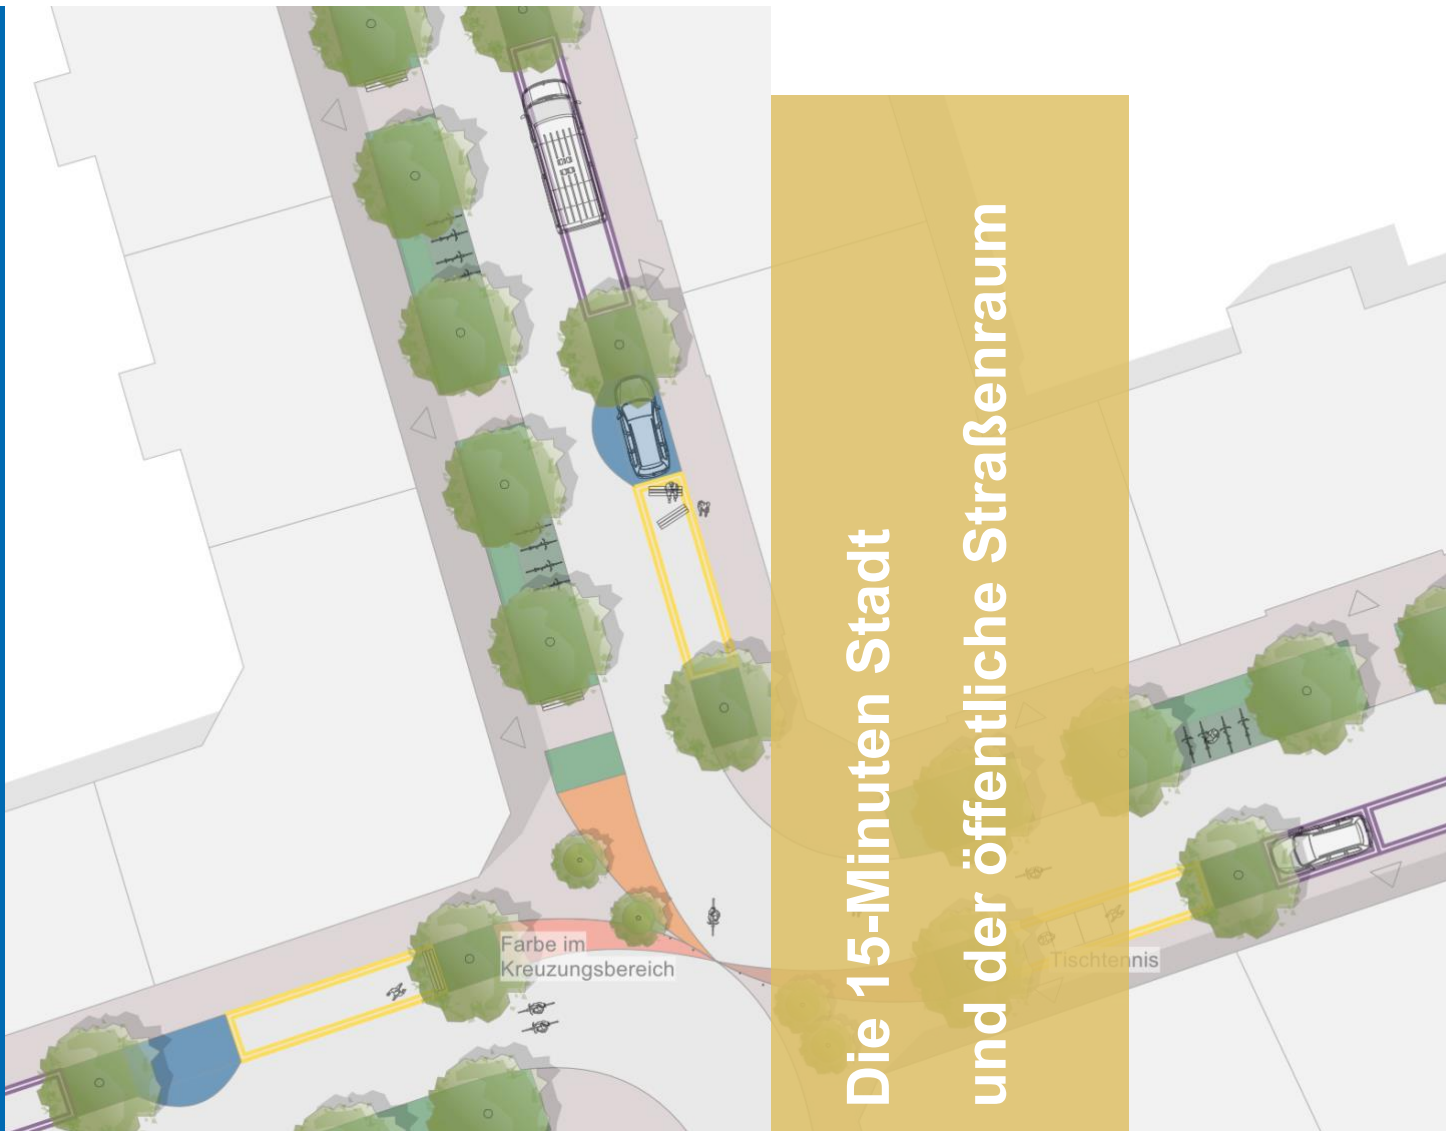 Die 15-Minuten Stadt
und der öffentliche Straßenraum
Farbe im
Kreuzungsbereich
Tischtennis